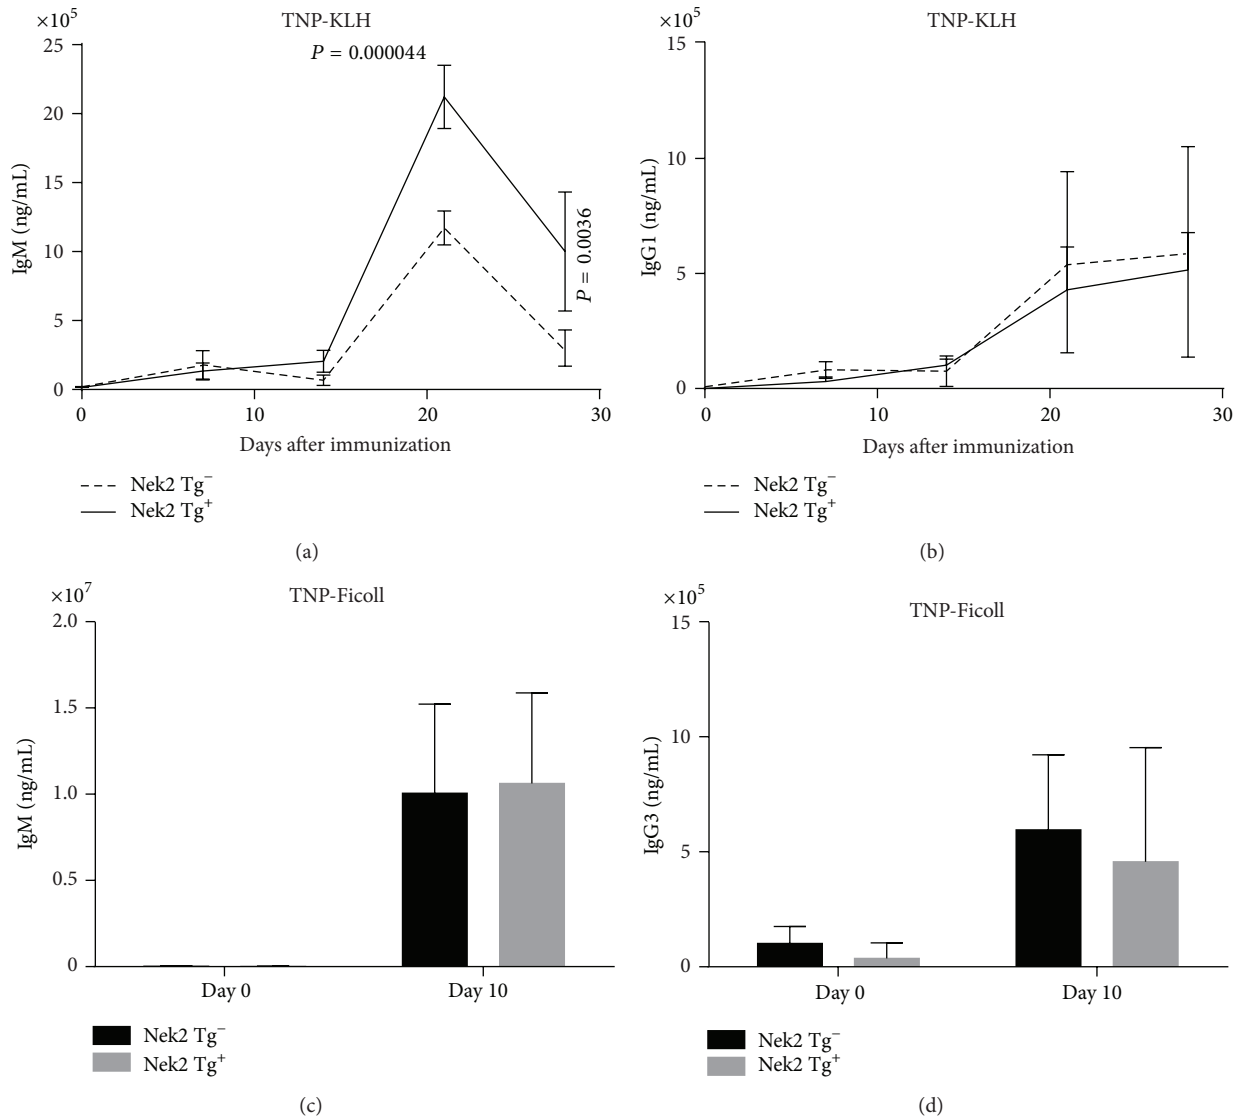 ×10⁵
TNP-KLH
P = 0.000044
25
20
15
10
5
0
IgM (ng/mL)
P = 0.0036
0 10 20 30
Days after immunization
Nek2 Tg⁻
Nek2 Tg⁺
(a)
×10⁵
TNP-KLH
15
10
5
0
IgG1 (ng/mL)
0 10 20 30
Days after immunization
Nek2 Tg⁻
Nek2 Tg⁺
(b)
×10⁷
TNP-Ficoll
2.0
1.5
1.0
0.5
0
IgM (ng/mL)
Day 0 Day 10
Nek2 Tg⁻
Nek2 Tg⁺
(c)
×10⁵
TNP-Ficoll
15
10
5
0
IgG3 (ng/mL)
Day 0 Day 10
Nek2 Tg⁻
Nek2 Tg⁺
(d)